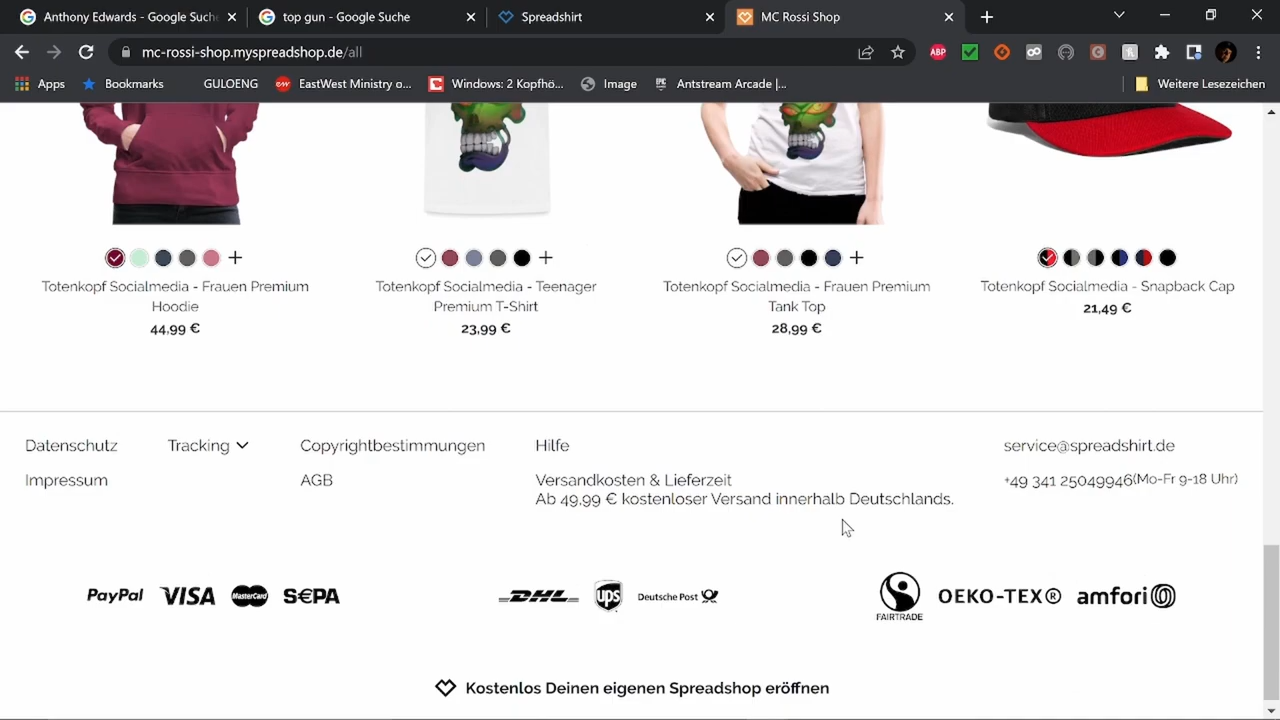 Anthony Edwards - Google Suche
top gun - Google Suche
Spreadshirt
MC Rossi Shop
mc-rossi-shop.myspreadshop.de/all
ABP
Apps
Bookmarks
GULOENG
EastWest Ministry o...
Windows: 2 Kopfhö...
Image
Antstream Arcade |...
Weitere Lesezeichen
Totenkopf Socialmedia - Frauen Premium
Hoodie
44,99 €
Totenkopf Socialmedia - Teenager
Premium T-Shirt
23,99 €
Totenkopf Socialmedia - Frauen Premium
Tank Top
28,99 €
Totenkopf Socialmedia - Snapback Cap
21,49 €
Datenschutz
Tracking
Copyrightbestimmungen
Hilfe
service@spreadshirt.de
Impressum
AGB
Versandkosten & Lieferzeit
Ab 49,99 € kostenloser Versand innerhalb Deutschlands.
+49 341 25049946(Mo-Fr 9-18 Uhr)
PayPal VISA MasterCard S€PA
DHL ups Deutsche Post
FAIRTRADE
OEKO-TEX® amfori
Kostenlos Deinen eigenen Spreadshop eröffnen